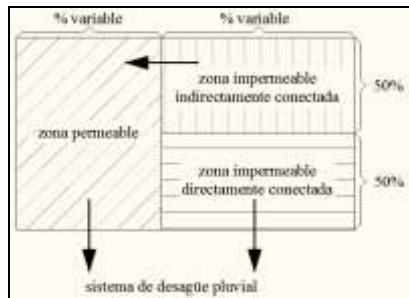 % variable
% variable
zona impermeable
indirectamente conectada
50%
zona permeable
zona impermeable
directamente conectada
50%
sistema de desagüe pluvial